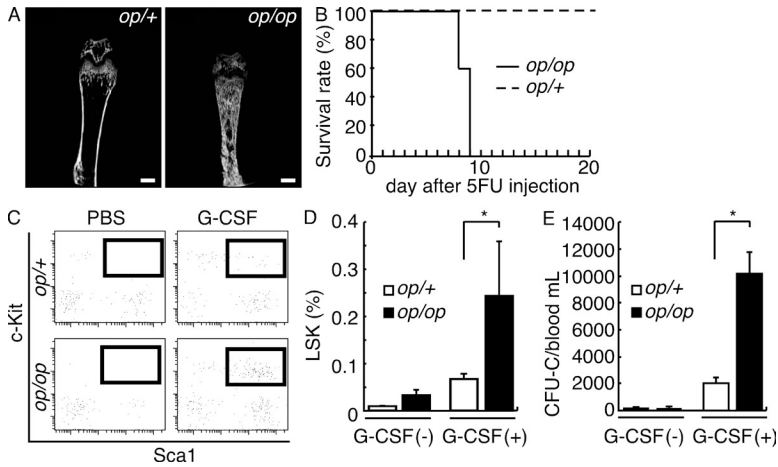 A
op/+
op/op
B
Survival rate (%)
100
80
60
40
20
0
op/op
op/+
0
10
20
day after 5FU injection
C
PBS
G-CSF
c-Kit
op/+
op/op
Sca1
D
LSK (%)
0.4
0.3
0.2
0.1
0
op/+
op/op
*
G-CSF(-)
G-CSF(+)
E
CFU-C/blood mL
14000
12000
10000
8000
6000
4000
2000
0
op/+
op/op
*
G-CSF(-)
G-CSF(+)